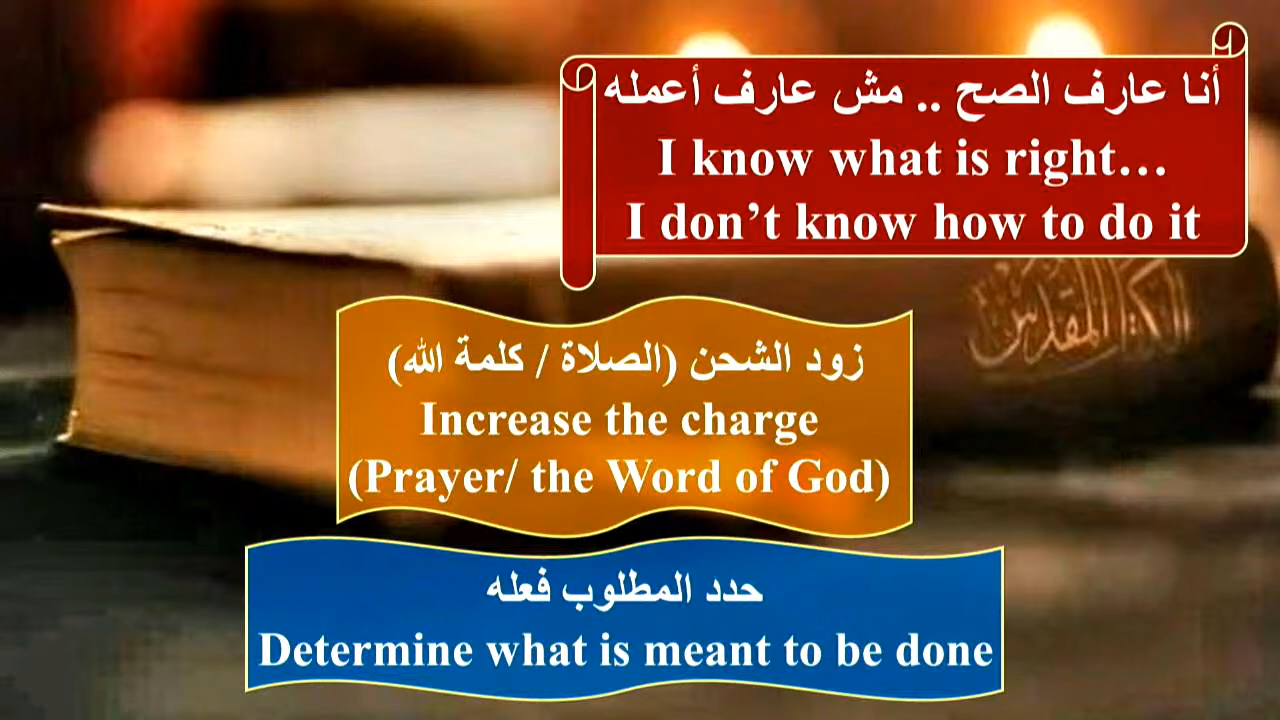 أنا عارف الصح .. مش عارف أعمله
I know what is right…
I don’t know how to do it
الكتاب المقدس
زود الشحن (الصلاة / كلمة الله)
Increase the charge
(Prayer/ the Word of God)
حدد المطلوب فعله
Determine what is meant to be done